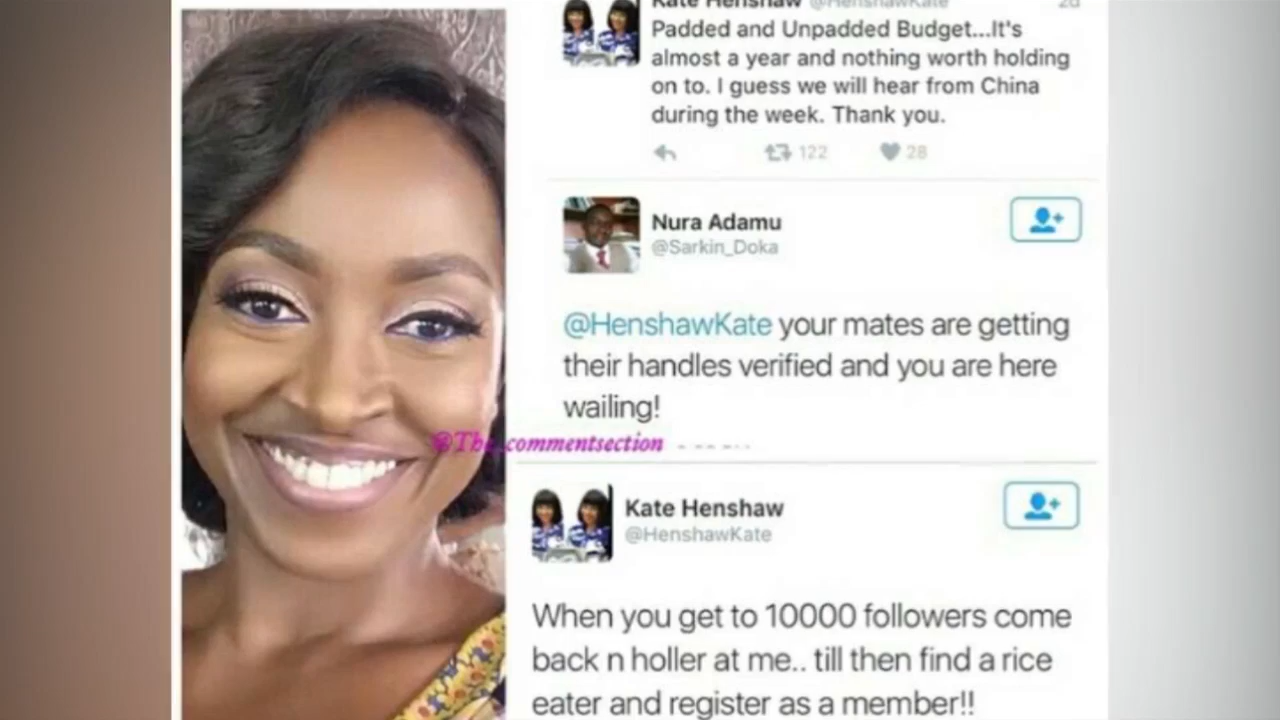 Kate Henshaw @HenshawKate 2d
Padded and Unpadded Budget...It's
almost a year and nothing worth holding
on to. I guess we will hear from China
during the week. Thank you.
122 28
Nura Adamu
@Sarkin_Doka
@HenshawKate your mates are getting
their handles verified and you are here
wailing!
@The_commentsection
Kate Henshaw
@HenshawKate
When you get to 10000 followers come
back n holler at me.. till then find a rice
eater and register as a member!!